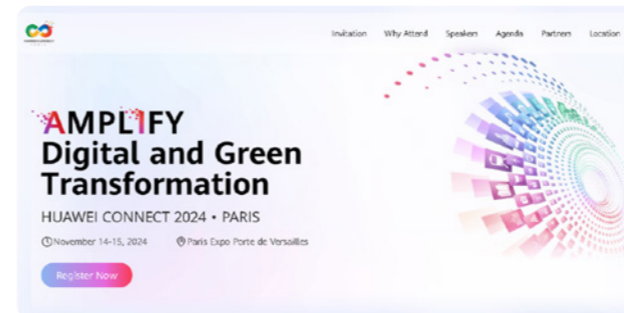 Invitation Why Attend Speakers Agenda Partners Location
AMPLIFY
Digital and Green
Transformation
HUAWEI CONNECT 2024 • PARIS
November 14-15, 2024 Paris Expo Porte de Versailles
Register Now